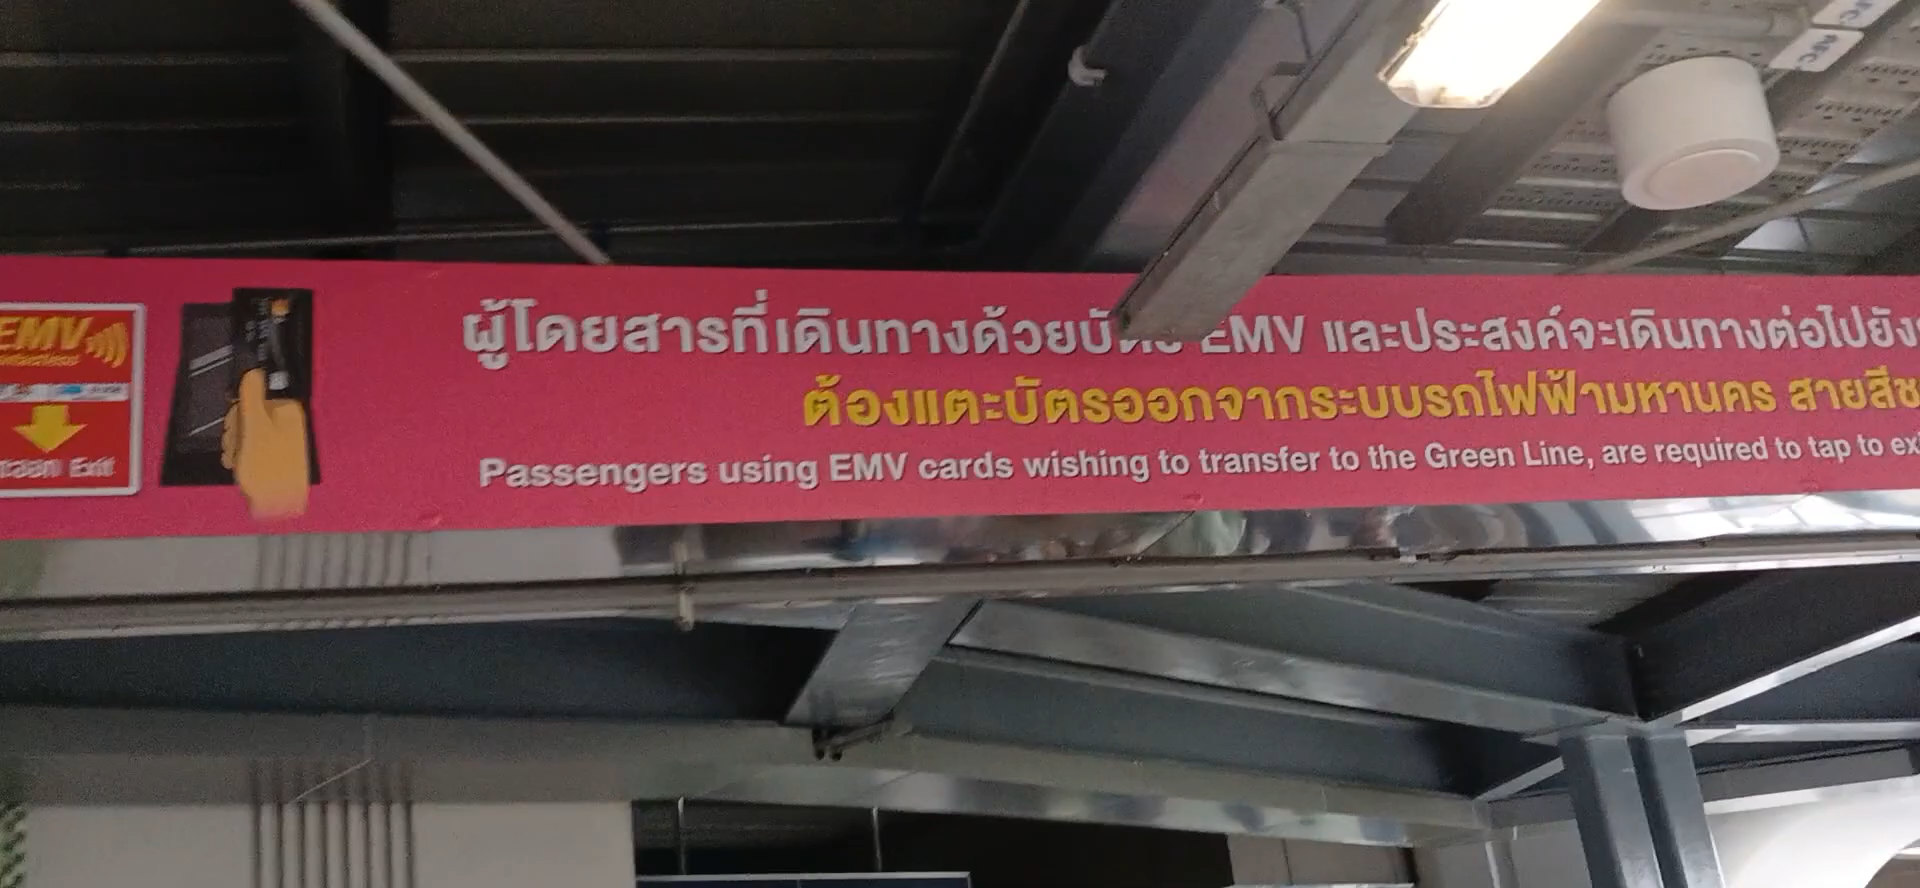 AFC
EMV
ผู้โดยสารที่เดินทางด้วยบัตร EMV และประสงค์จะเดินทางต่อไปยัง
ต้องแตะบัตรออกจากระบบรถไฟฟ้ามหานคร สายสีช
Passengers using EMV cards wishing to transfer to the Green Line, are required to tap to ex
Exit